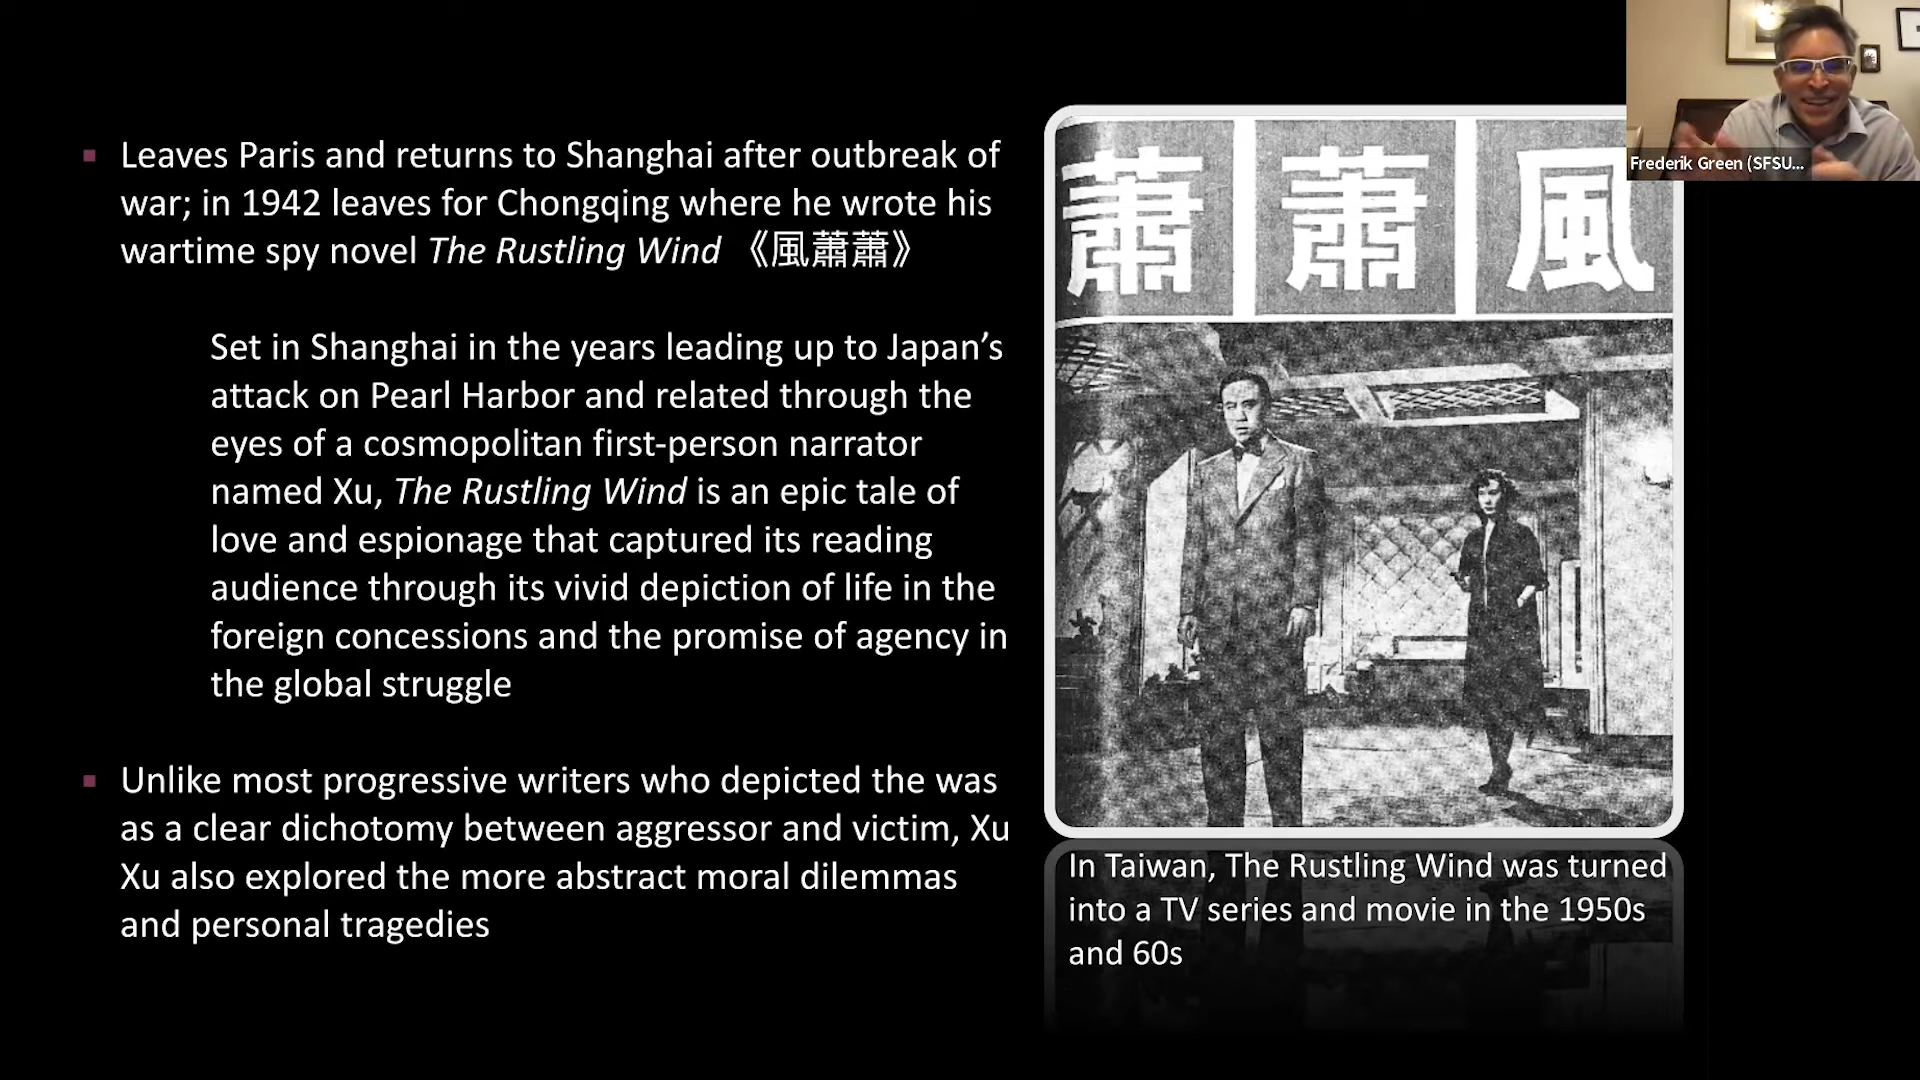 Leaves Paris and returns to Shanghai after outbreak of
war; in 1942 leaves for Chongqing where he wrote his
wartime spy novel The Rustling Wind 《風蕭蕭》
Set in Shanghai in the years leading up to Japan’s
attack on Pearl Harbor and related through the
eyes of a cosmopolitan first-person narrator
named Xu, The Rustling Wind is an epic tale of
love and espionage that captured its reading
audience through its vivid depiction of life in the
foreign concessions and the promise of agency in
the global struggle
Unlike most progressive writers who depicted the was
as a clear dichotomy between aggressor and victim, Xu
Xu also explored the more abstract moral dilemmas
and personal tragedies
蕭蕭風
In Taiwan, The Rustling Wind was turned
into a TV series and movie in the 1950s
and 60s
Frederik Green (SFSU...